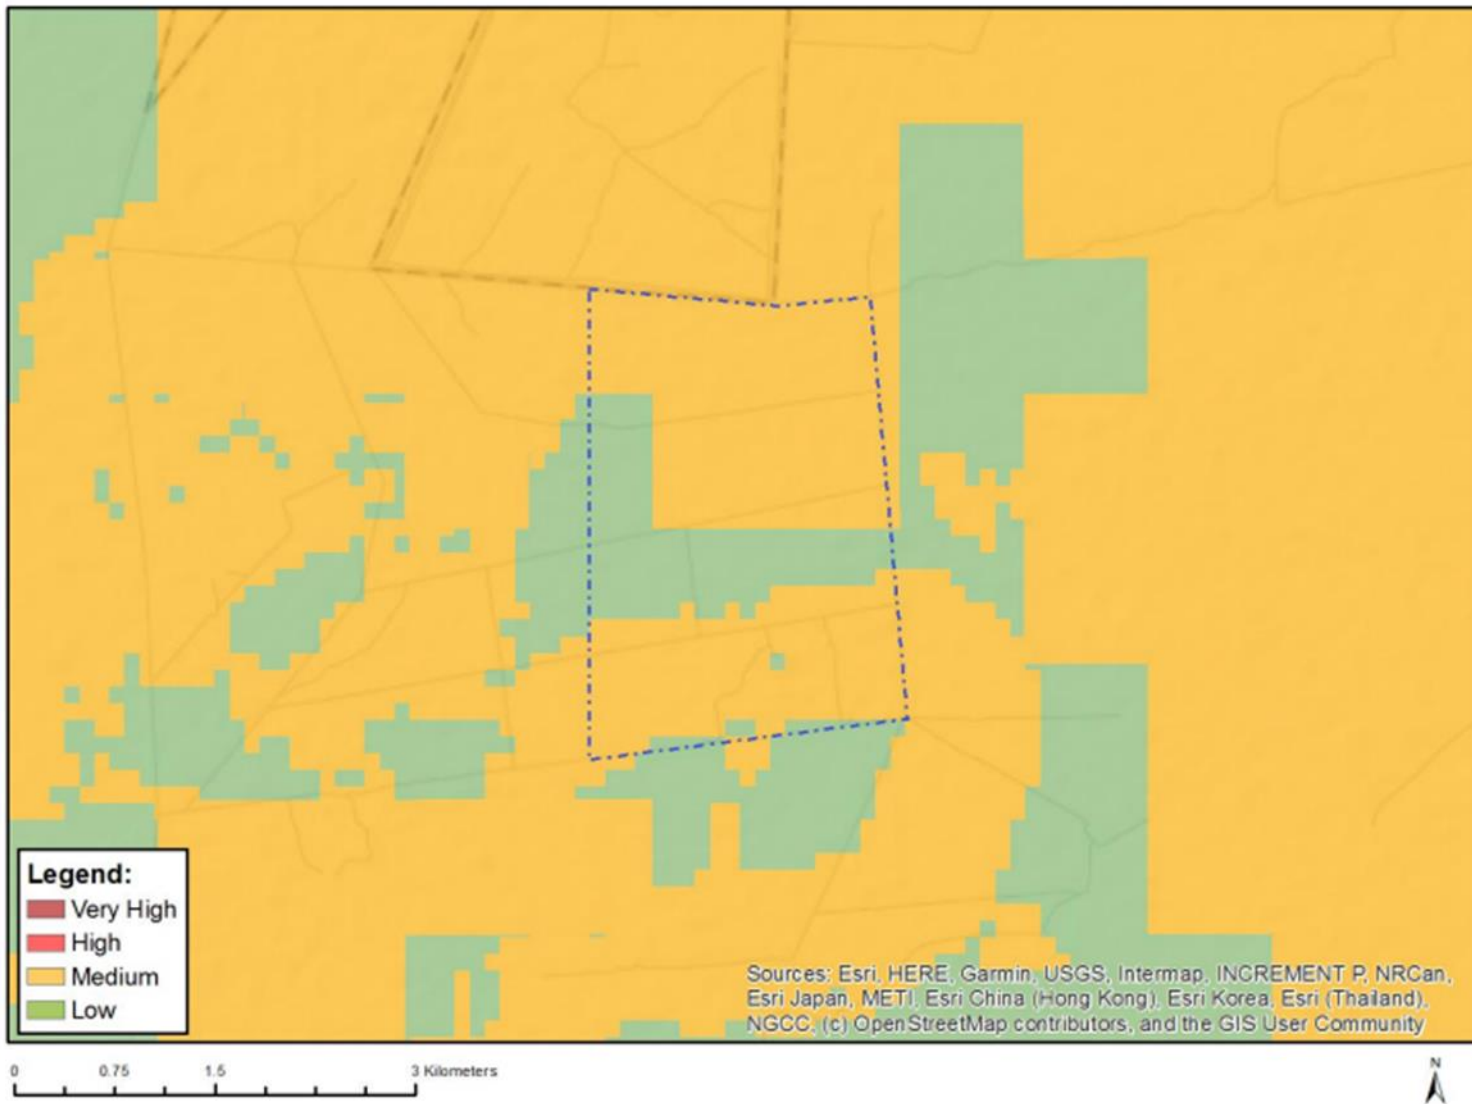 Legend:
Very High
High
Medium
Low
Sources: Esri, HERE, Garmin, USGS, Intermap, INCREMENT P, NRCan,
Esri Japan, METI, Esri China (Hong Kong), Esri Korea, Esri (Thailand),
NGCC, (c) OpenStreetMap contributors, and the GIS User Community
0 0.75 1.5 3 Kilometers
N